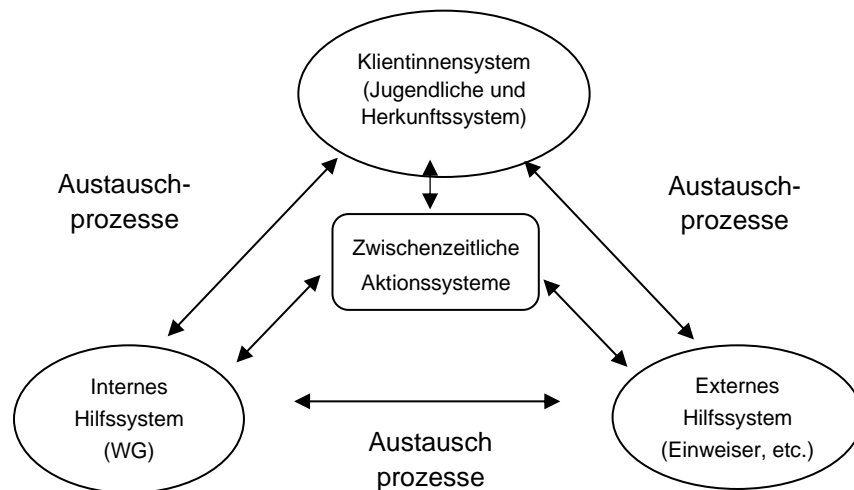 Klientinnensystem
(Jugendliche und
Herkunftssystem)
Austausch-
prozesse
Austausch-
prozesse
Zwischenzeitliche
Aktionssysteme
Internes
Hilfssystem
(WG)
Externes
Hilfssystem
(Einweiser, etc.)
Austausch
prozesse